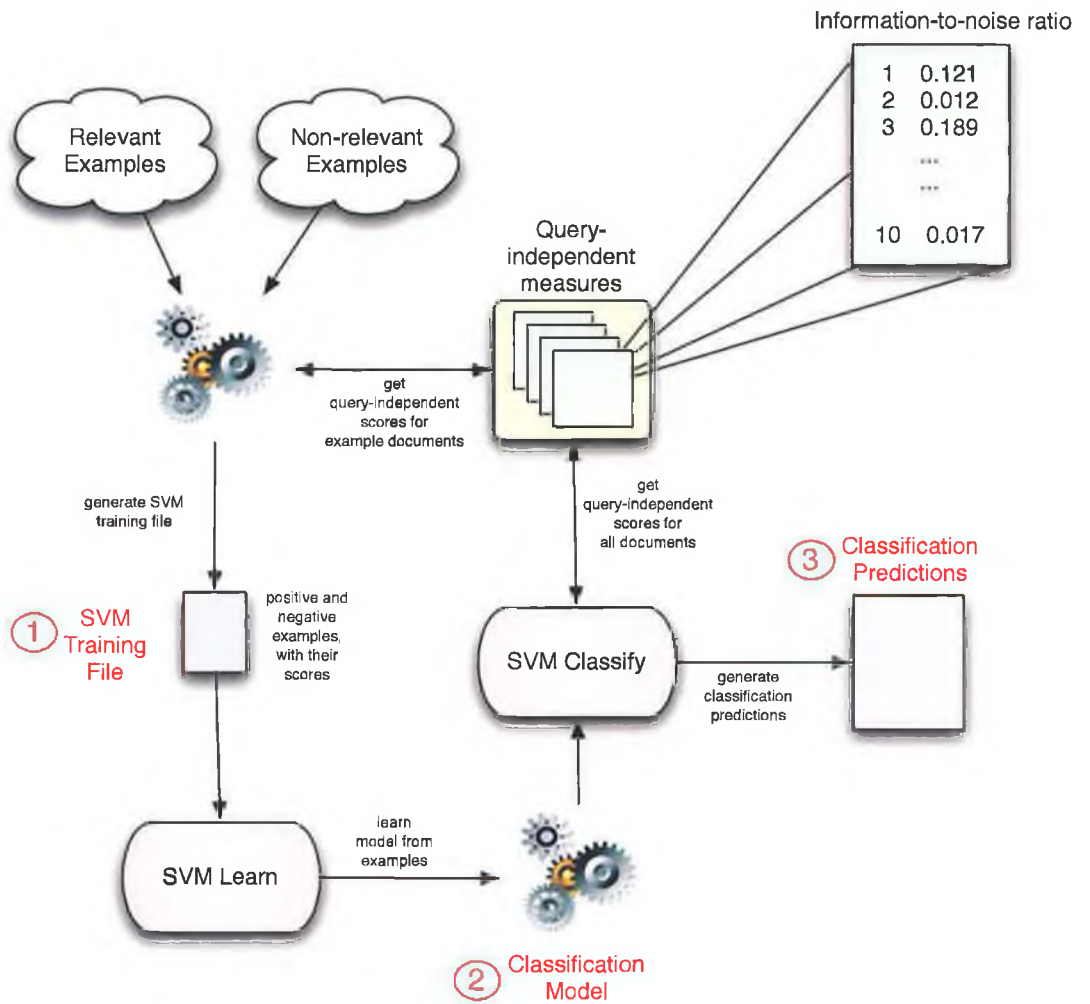 Information-to-noise ratio
1 0.121
2 0.012
3 0.189
...
...
10 0.017
Relevant
Examples
Non-relevant
Examples
Query-
independent
measures
get
query-independent
scores for
example documents
generate SVM
training file
get
query-independent
scores for
all documents
3 Classification
Predictions
1 SVM
Training
File
positive and
negative
examples,
with their
scores
SVM Classify
generate
classification
predictions
SVM Learn
learn
model from
examples
2 Classification
Model